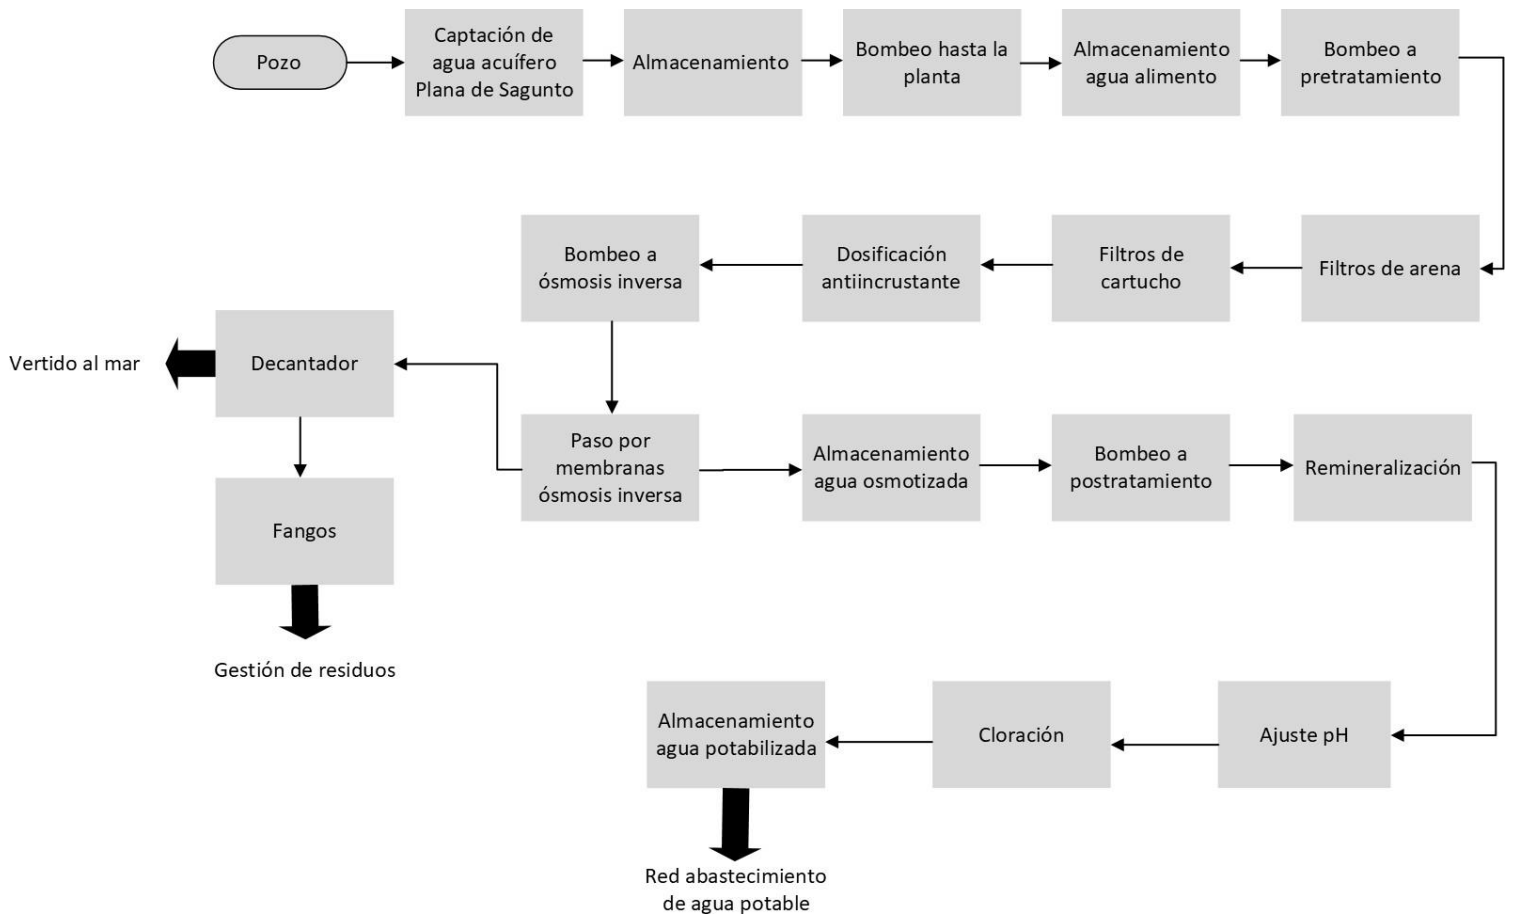 Pozo
Captación de
agua acuífero
Plana de Sagunto
Almacenamiento
Bombeo hasta la
planta
Almacenamiento
agua alimento
Bombeo a
pretratamiento
Filtros de arena
Filtros de
cartucho
Dosificación
antiincrustante
Bombeo a
ósmosis inversa
Vertido al mar
Decantador
Fangos
Gestión de residuos
Paso por
membranas
ósmosis inversa
Almacenamiento
agua osmotizada
Bombeo a
postratamiento
Remineralización
Ajuste pH
Cloración
Almacenamiento
agua potabilizada
Red abastecimiento
de agua potable